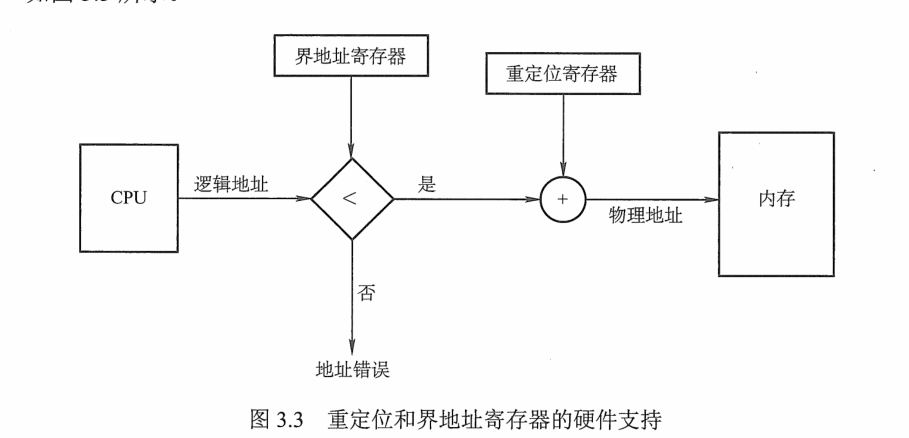 界地址寄存器
重定位寄存器
CPU
逻辑地址
<
是
+
物理地址
内存
否
地址错误
图 3.3 重定位和界地址寄存器的硬件支持